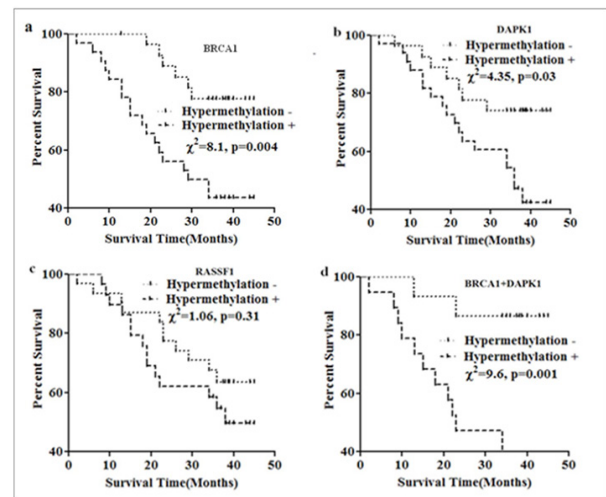 a
BRCA1
100
80
60
40
Percent Survival
Hypermethylation -
Hypermethylation +
χ²=8.1, p=0.004
0 10 20 30 40 50
Survival Time(Months)
b
DAPK1
100
80
60
40
Percent Survival
Hypermethylation -
Hypermethylation +
χ²=4.35, p=0.03
0 10 20 30 40 50
Survival Time(Months)
c
RASSF1
100
80
60
40
Percent Survival
Hypermethylation -
Hypermethylation +
χ²=1.06, p=0.31
0 10 20 30 40 50
Survival Time(Months)
d
BRCA1+DAPK1
100
80
60
40
Percent Survival
Hypermethylation -
Hypermethylation +
χ²=9.6, p=0.001
0 10 20 30 40 50
Survival Time(Months)